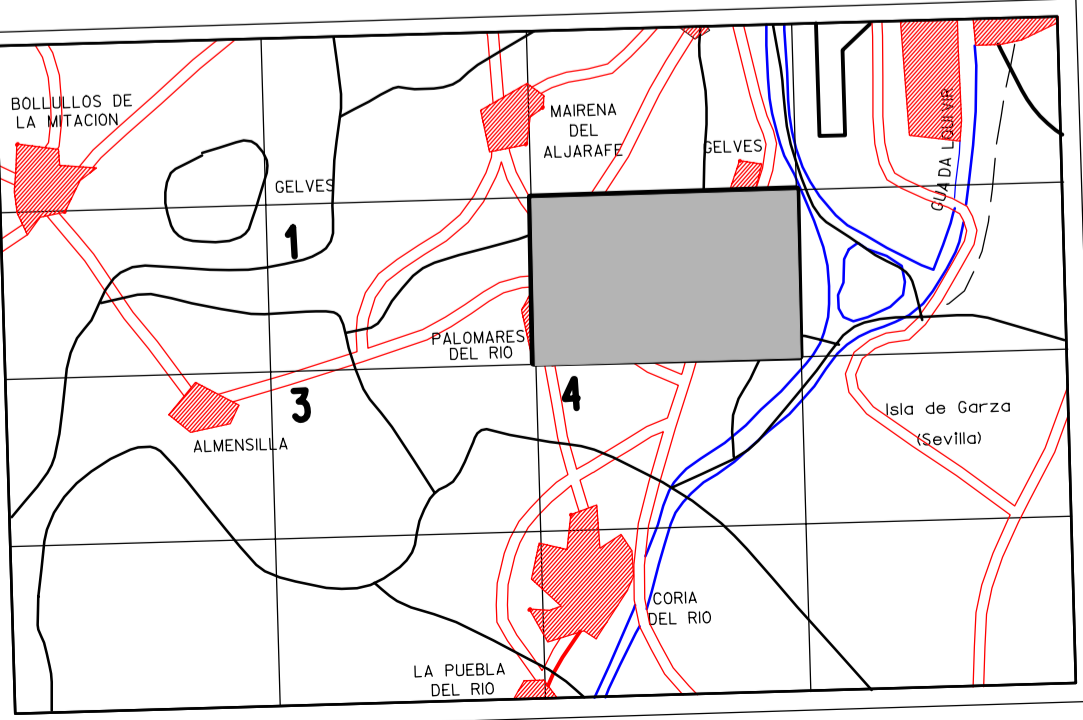 BOLLULLOS DE
LA MITACION
MAIRENA
DEL
ALJARAFE
GELVES
GUADALQUIVIR
GELVES
1
PALOMARES
DEL RIO
3
4
ALMENSILLA
Isla de Garza
(Sevilla)
CORIA
DEL RIO
LA PUEBLA
DEL RIO